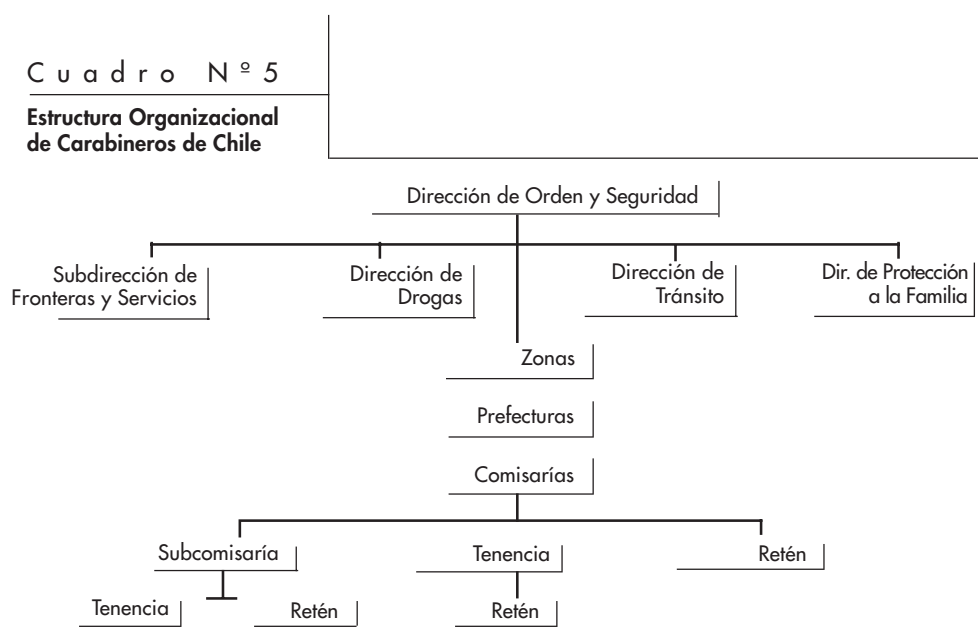 Cuadro Nº 5
Estructura Organizacional
de Carabineros de Chile
Dirección de Orden y Seguridad
Subdirección de
Fronteras y Servicios
Dirección de
Drogas
Dirección de
Tránsito
Dir. de Protección
a la Familia
Zonas
Prefecturas
Comisarías
Subcomisaría
Tenencia
Retén
Tenencia
Retén
Retén